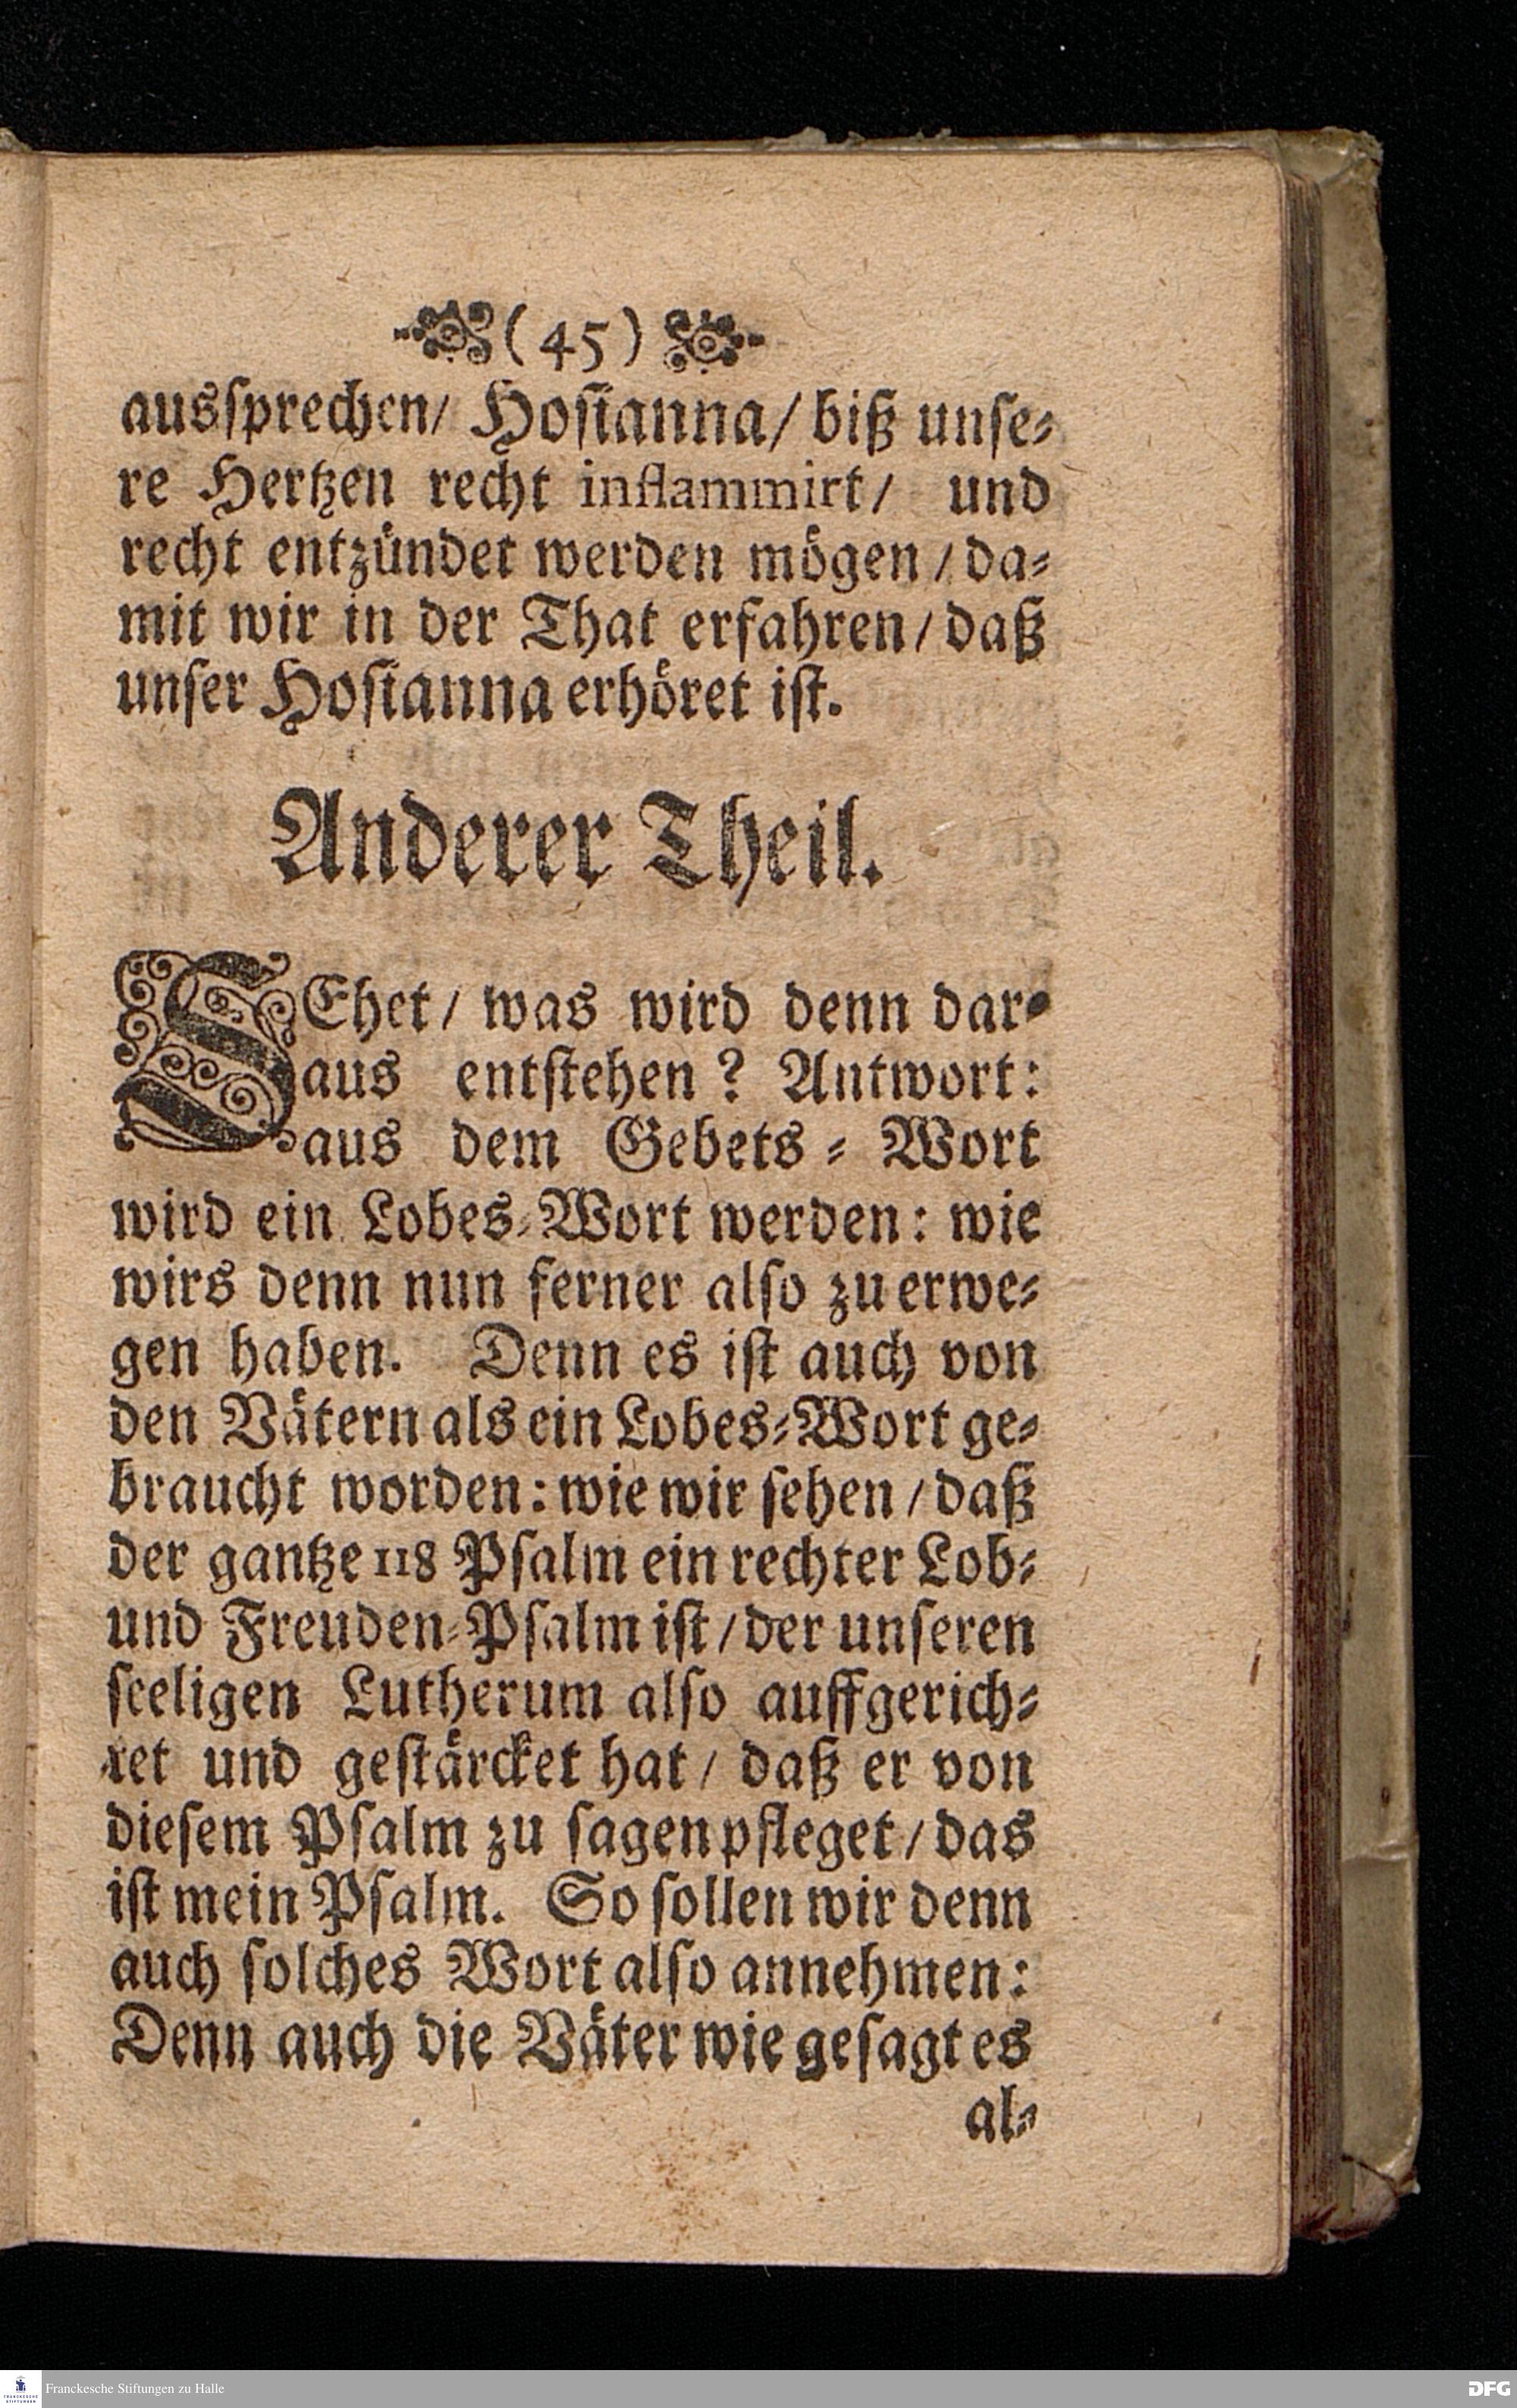 (45)
aussprechen/ Hosianna/ biß unse-
re Hertzen recht inflammirt/ und
recht entzündet werden mögen/ da-
mit wir in der That erfahren/ daß
unser Hosianna erhöret ist.
Anderer Theil.
SEhet/ was wird denn dar-
aus entstehen? Antwort:
aus dem Gebets-Wort
wird ein Lobes-Wort werden: wie
wirs denn nun ferner also zu erwe-
gen haben. Denn es ist auch von
den Vätern als ein Lobes-Wort ge-
braucht worden: wie wir sehen/ daß
der gantze 118 Psalm ein rechter Lob-
und Freuden-Psalm ist/ der unseren
seeligen Lutherum also auffgerich-
tet und gestärcket hat/ daß er von
diesem Psalm zu sagen pfleget/ das
ist mein Psalm. So sollen wir denn
auch solches Wort also annehmen:
Denn auch die Väter wie gesagt es
al-
FRANCKESCHE STIFTUNGEN
Franckesche Stiftungen zu Halle
DFG